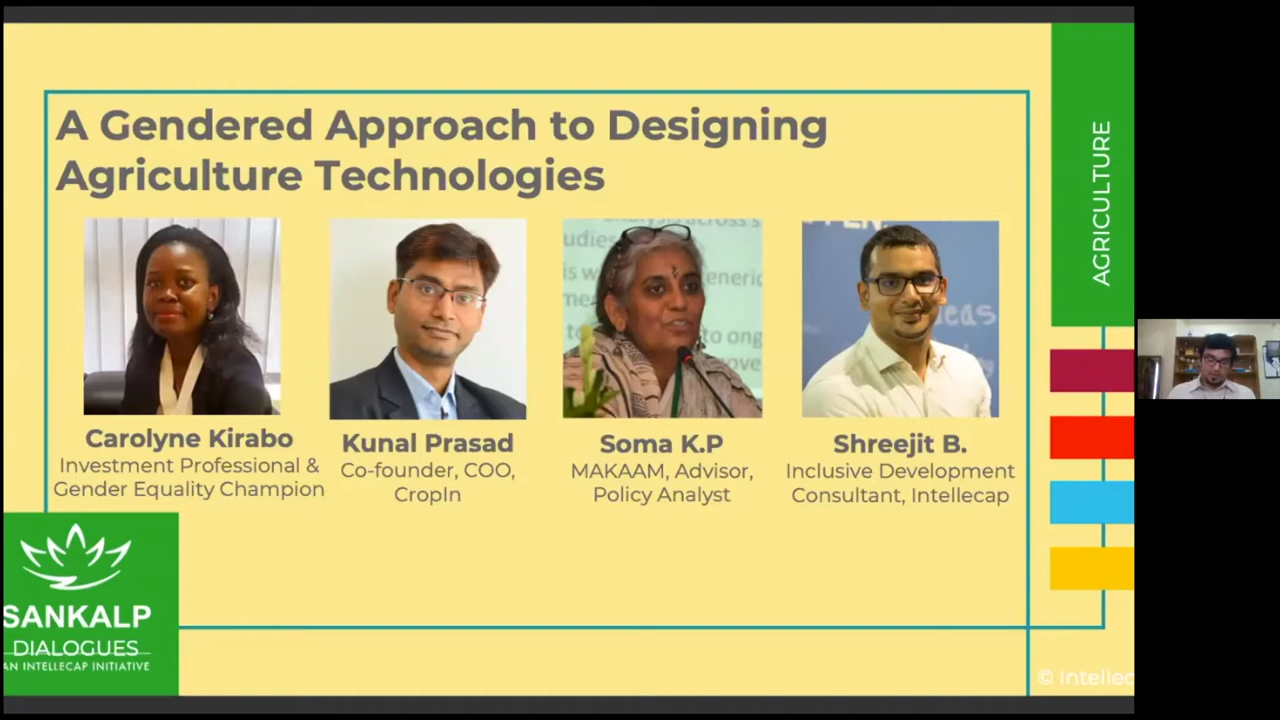 A Gendered Approach to Designing
Agriculture Technologies
AGRICULTURE
Carolyne Kirabo
Investment Professional &
Gender Equality Champion
Kunal Prasad
Co-founder, COO,
CropIn
Soma K.P
MAKAAM, Advisor,
Policy Analyst
Shreejit B.
Inclusive Development
Consultant, Intellecap
SANKALP
DIALOGUES
AN INTELLECAP INITIATIVE
© Intellec